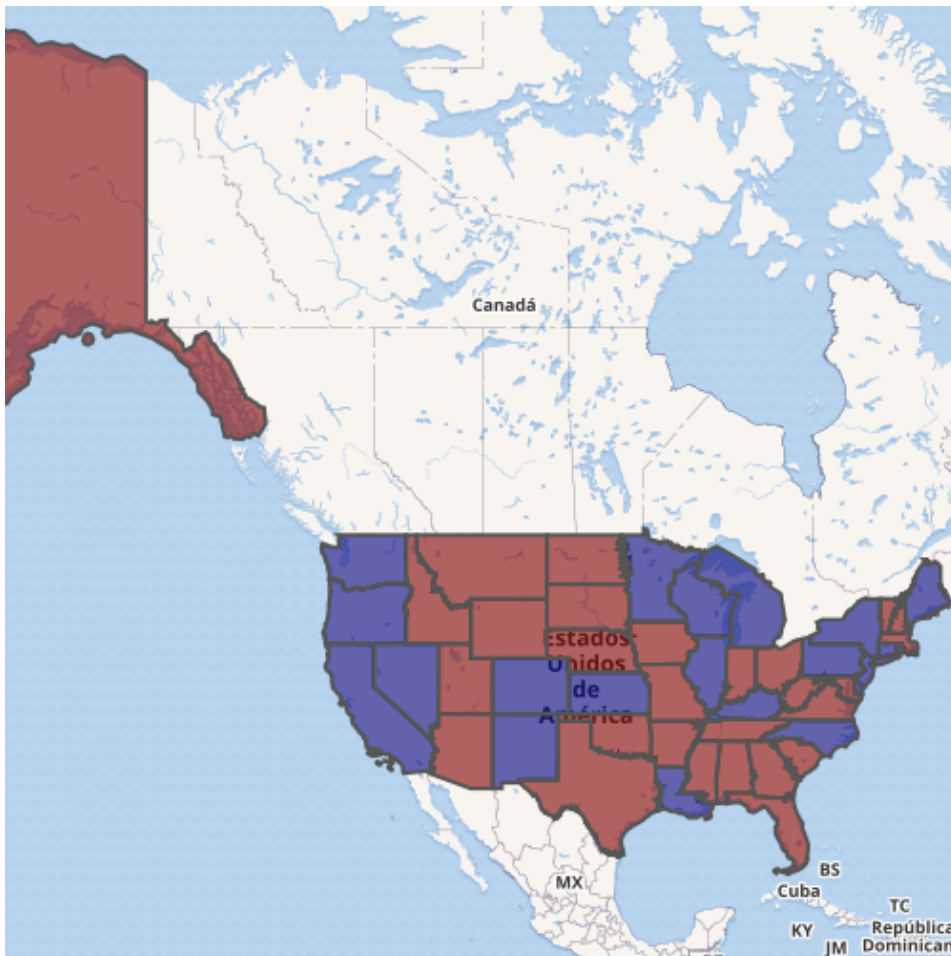 Canadá
Estados
Unidos
de
América
MX
BS
Cuba
TC
KY
República
JM
Dominican